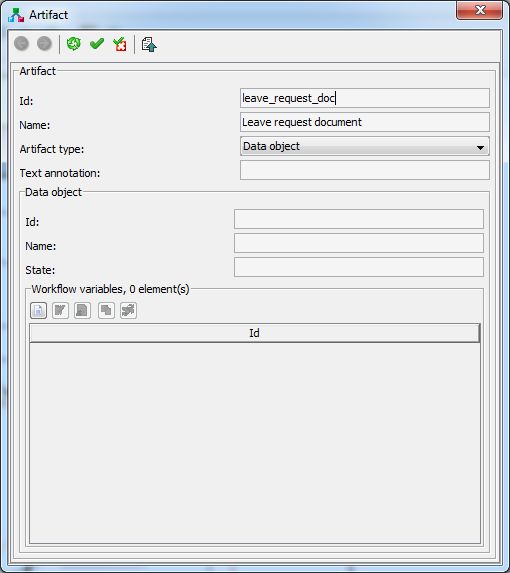 Artifact
Artifact
Id: leave_request_doc
Name: Leave request document
Artifact type: Data object
Text annotation:
Data object
Id:
Name:
State:
Workflow variables, 0 element(s)
Id